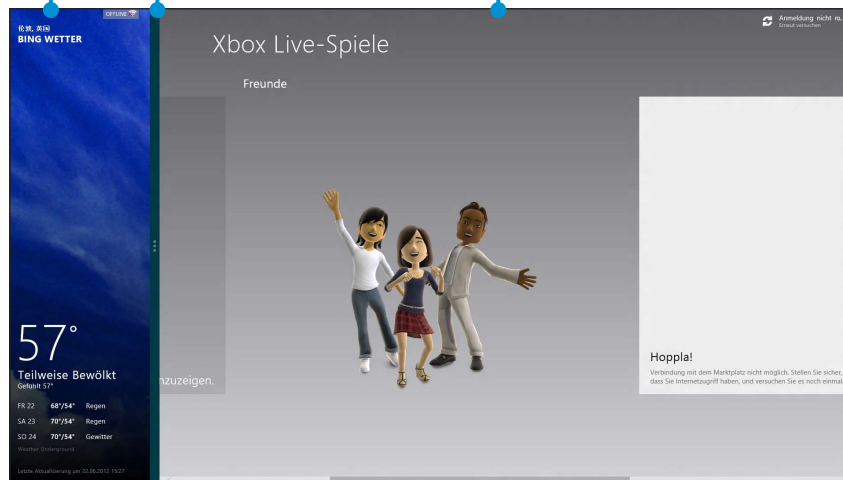 OFFLINE
伦敦, 英国
BING WETTER
57°
Teilweise Bewölkt
Gefühlt 57°
FR 22 68°/54° Regen
SA 23 70°/54° Regen
SO 24 70°/54° Gewitter
Weather Underground
Letzte Aktualisierung um 22.06.2012 15:27
Xbox Live-Spiele
Anmeldung nicht
Erneut versuchen
Freunde
nzuzeigen.
Hoppla!
Verbindung mit dem Marktplatz nicht möglich. Stellen Sie sicher,
dass Sie Internetzugriff haben, und versuchen Sie es noch einmal